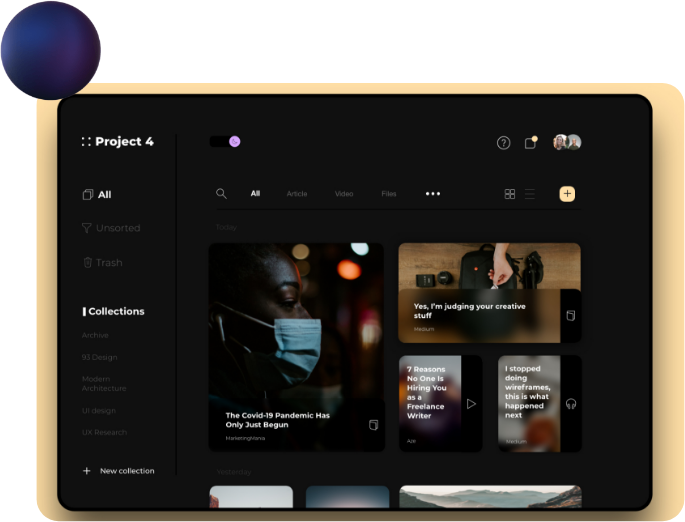 Project 4
All
Unsorted
Trash
Collections
Archive
93 Design
Modern
Architecture
UI design
UX Research
+ New collection
All Article Video Files
Today
The Covid-19 Pandemic Has
Only Just Begun
MarketingMania
Yes, I'm judging your creative
stuff
Medium
7 Reasons
No One Is
Hiring You
as a
Freelance
Writer
I stopped
doing
wireframes,
this is what
happened
next
Medium
Yesterday